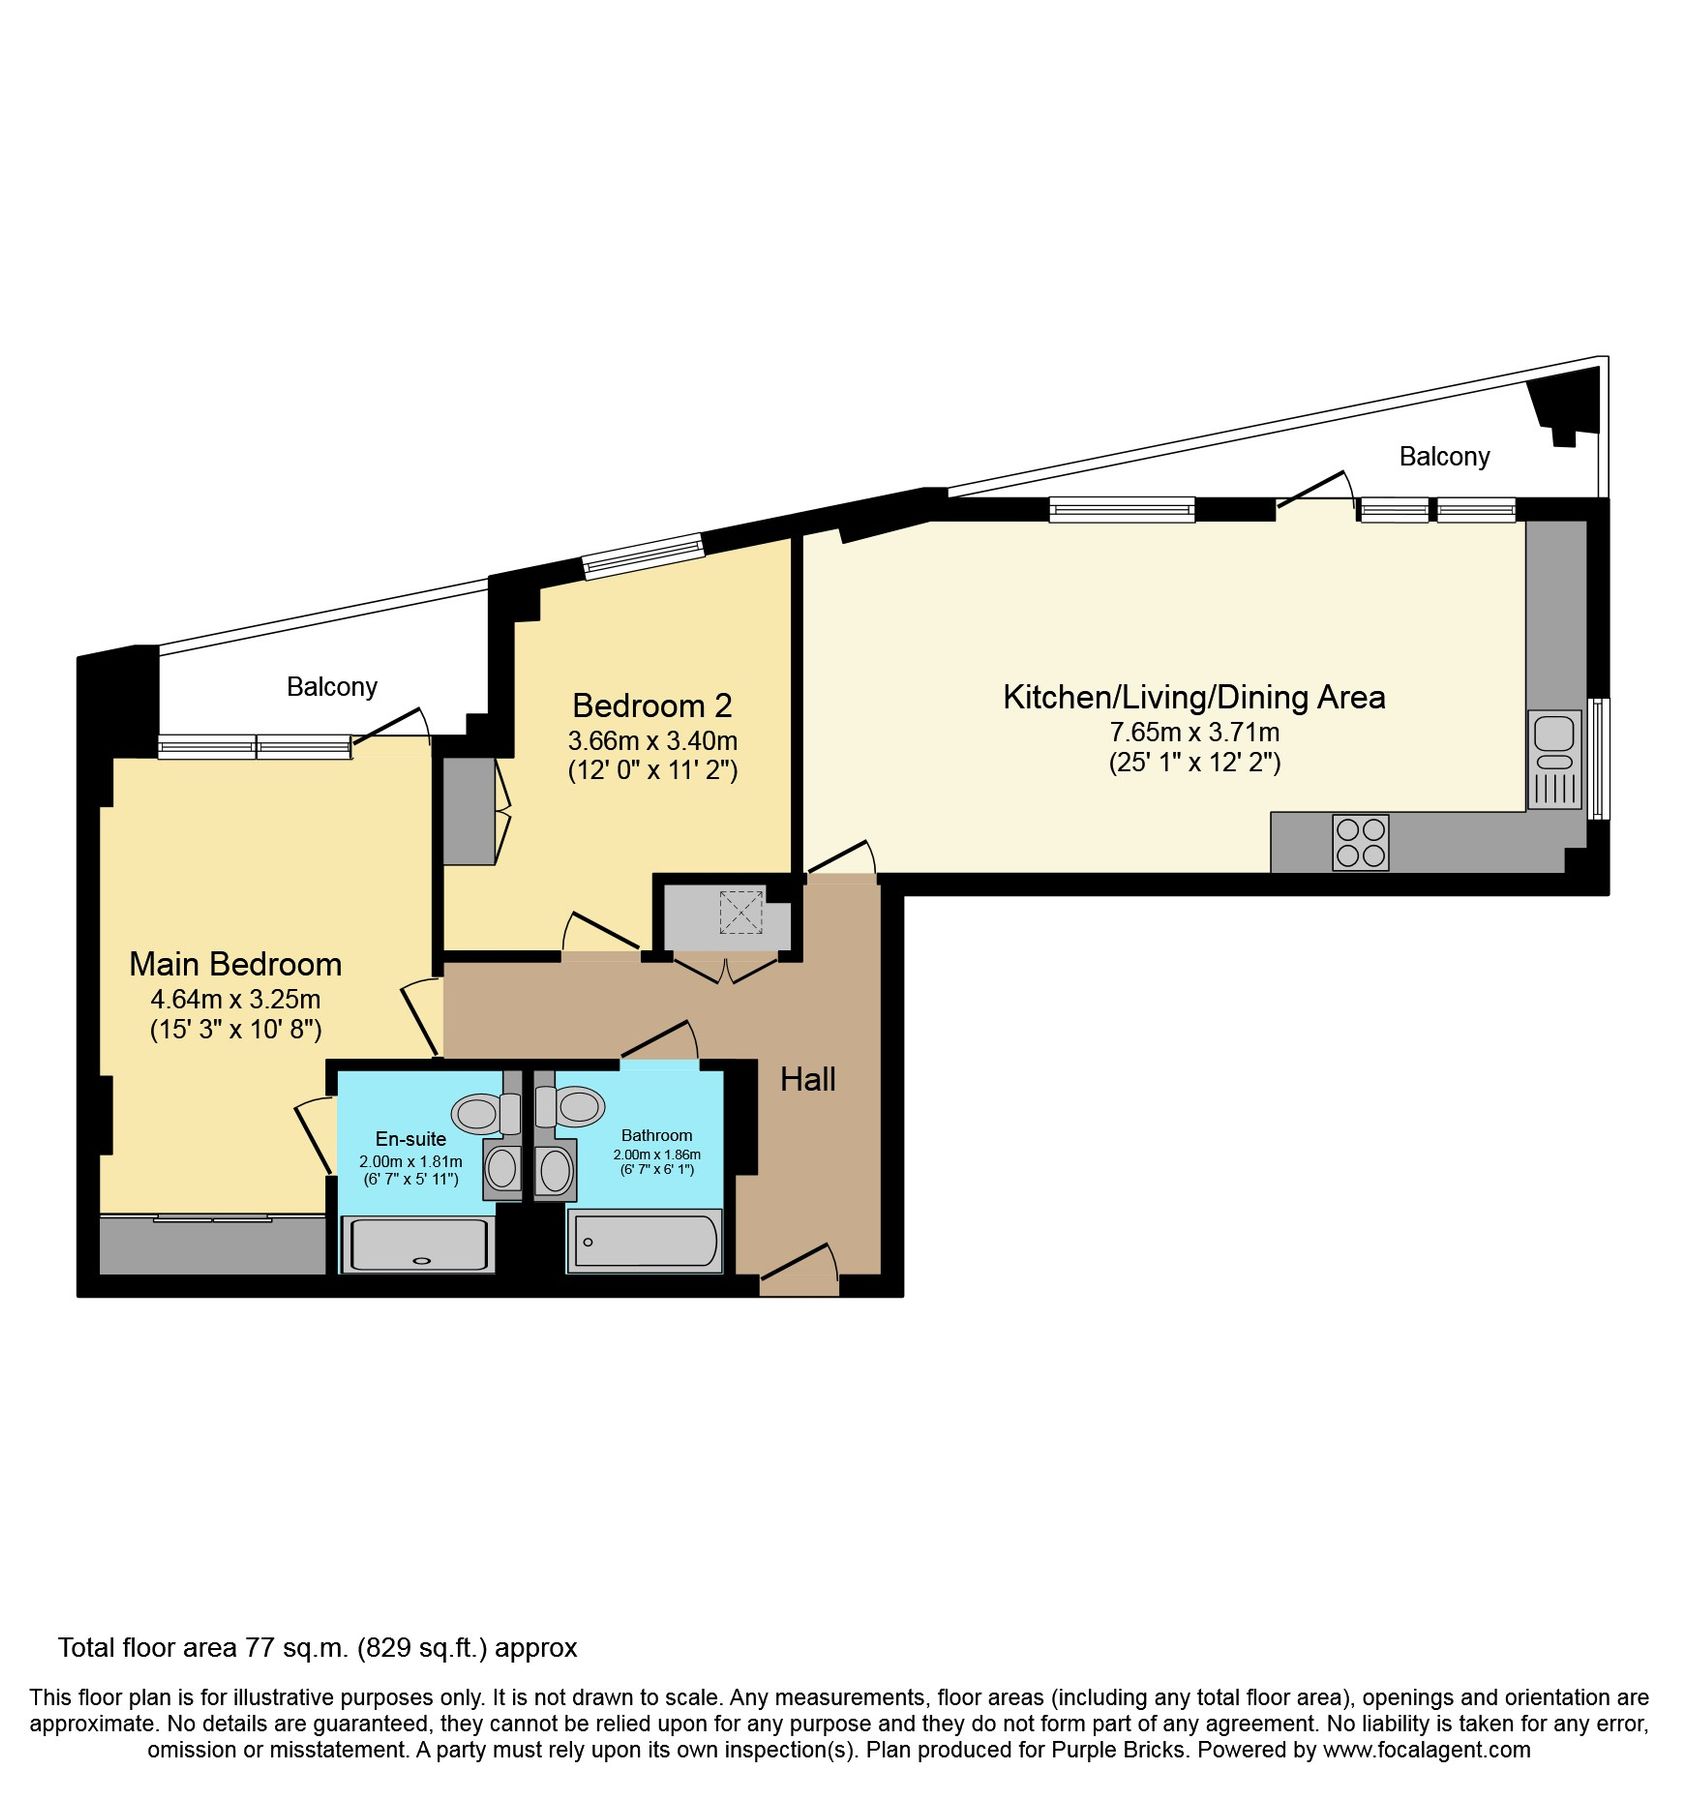 Balcony
Balcony
Bedroom 2
3.66m x 3.40m
(12' 0" x 11' 2")
Kitchen/Living/Dining Area
7.65m x 3.71m
(25' 1" x 12' 2")
Main Bedroom
4.64m x 3.25m
(15' 3" x 10' 8")
Hall
En-suite
2.00m x 1.81m
(6' 7" x 5' 11")
Bathroom
2.00m x 1.86m
(6' 7" x 6' 1")
Total floor area 77 sq.m. (829 sq.ft.) approx
This floor plan is for illustrative purposes only. It is not drawn to scale. Any measurements, floor areas (including any total floor area), openings and orientation are
approximate. No details are guaranteed, they cannot be relied upon for any purpose and they do not form part of any agreement. No liability is taken for any error,
omission or misstatement. A party must rely upon its own inspection(s). Plan produced for Purple Bricks. Powered by www.focalagent.com